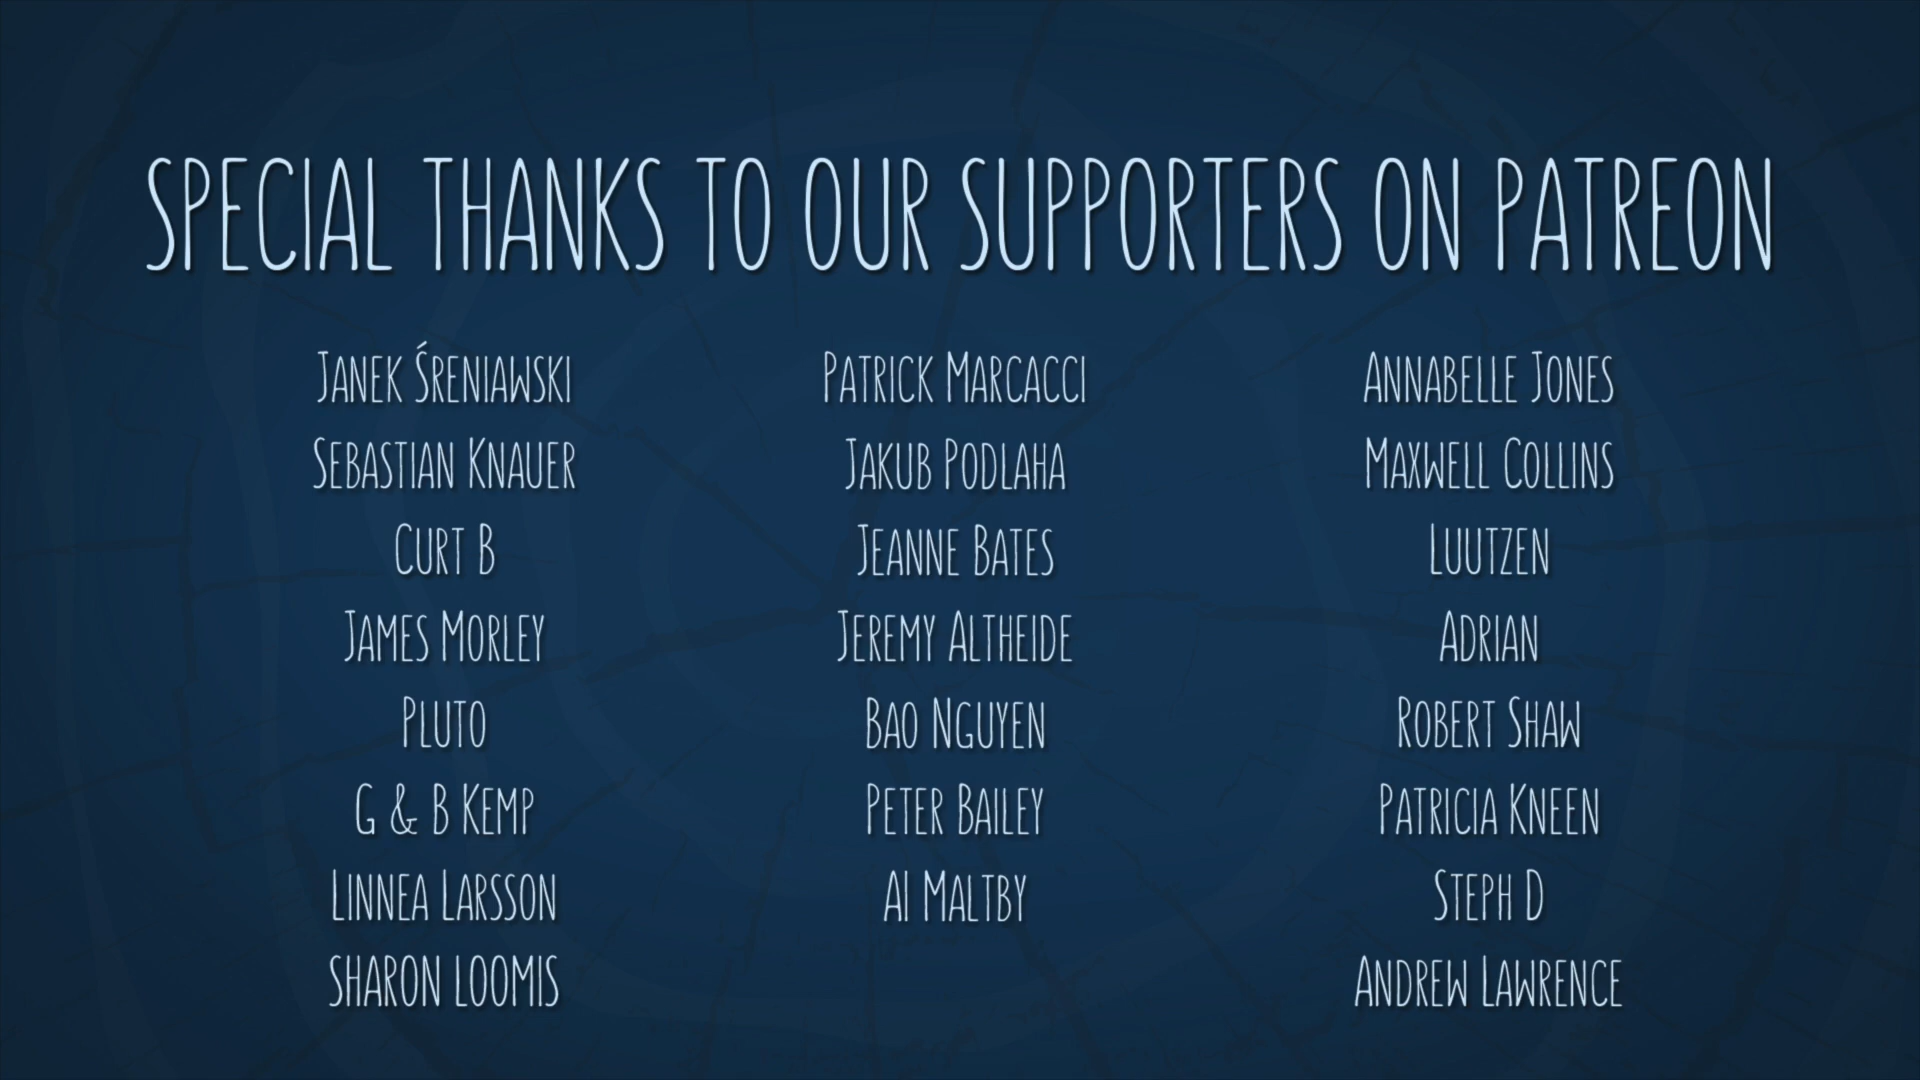 SPECIAL THANKS TO OUR SUPPORTERS ON PATREON
JANEK ŚRENIAWSKI
SEBASTIAN KNAUER
CURT B
JAMES MORLEY
PLUTO
G & B KEMP
LINNEA LARSSON
SHARON LOOMIS
PATRICK MARCACCI
JAKUB PODLAHA
JEANNE BATES
JEREMY ALTHEIDE
BAO NGUYEN
PETER BAILEY
AI MALTBY
ANNABELLE JONES
MAXWELL COLLINS
LUUTZEN
ADRIAN
ROBERT SHAW
PATRICIA KNEEN
STEPH D
ANDREW LAWRENCE